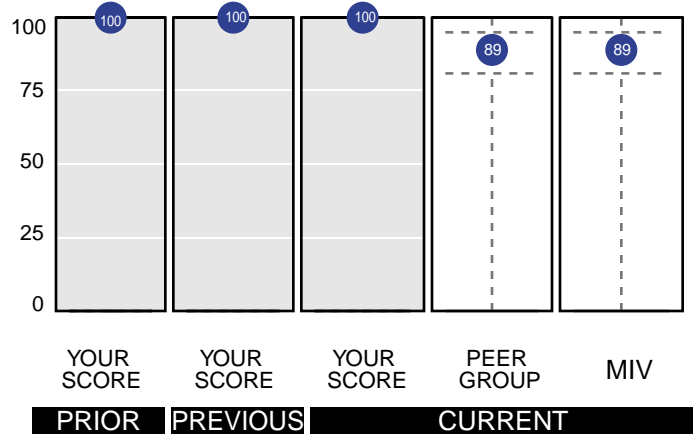 100
75
50
25
0
100
100
100
89
89
YOUR
SCORE
YOUR
SCORE
YOUR
SCORE
PEER
GROUP
MIV
PRIOR
PREVIOUS
CURRENT